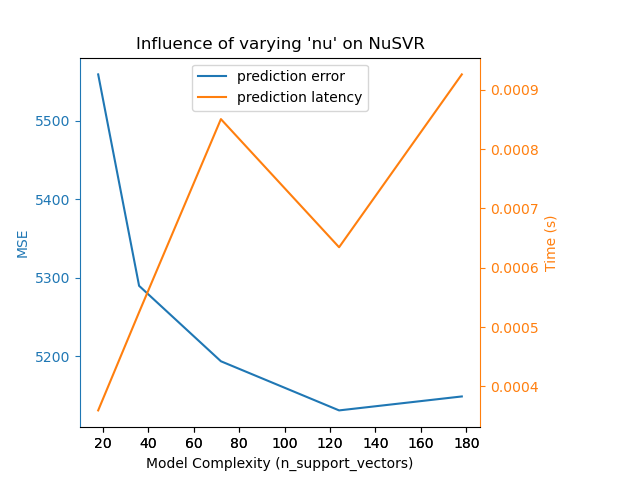 Influence of varying 'nu' on NuSVR
prediction error
prediction latency
5500
5400
5300
5200
MSE
0.0009
0.0008
0.0007
0.0006
0.0005
0.0004
Time (s)
20 40 60 80 100 120 140 160 180
Model Complexity (n_support_vectors)